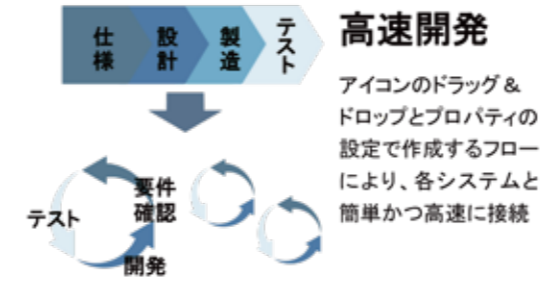 仕様
設計
製造
テスト
高速開発
アイコンのドラッグ&
ドロップとプロパティの
設定で作成するフロー
により、各システムと
簡単かつ高速に接続
要件
確認
テスト
開発